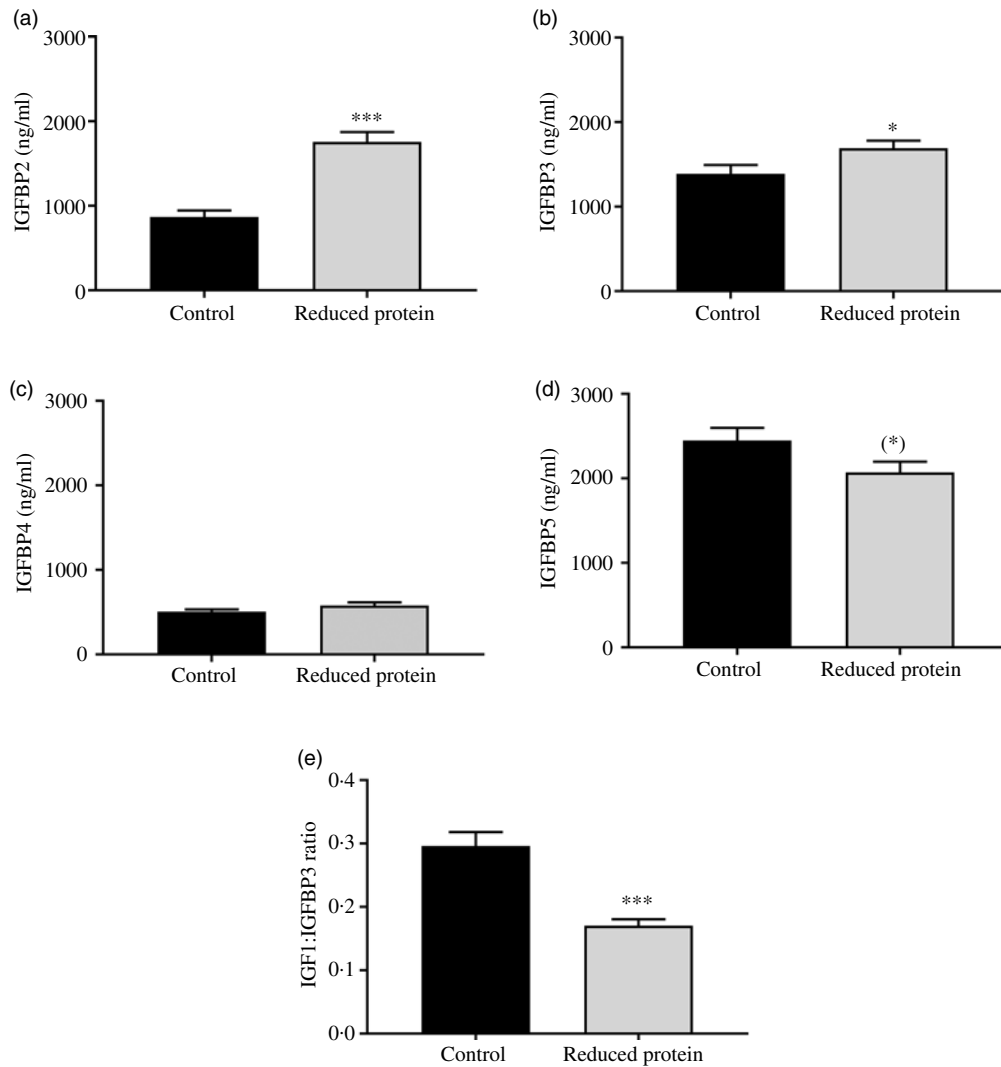 (a)
3000
2000
1000
0
IGFBP2 (ng/ml)
***
Control
Reduced protein
(b)
3000
2000
1000
0
IGFBP3 (ng/ml)
*
Control
Reduced protein
(c)
3000
2000
1000
0
IGFBP4 (ng/ml)
Control
Reduced protein
(d)
3000
2000
1000
0
IGFBP5 (ng/ml)
(*)
Control
Reduced protein
(e)
0·4
0·3
0·2
0·1
0·0
IGF1:IGFBP3 ratio
***
Control
Reduced protein